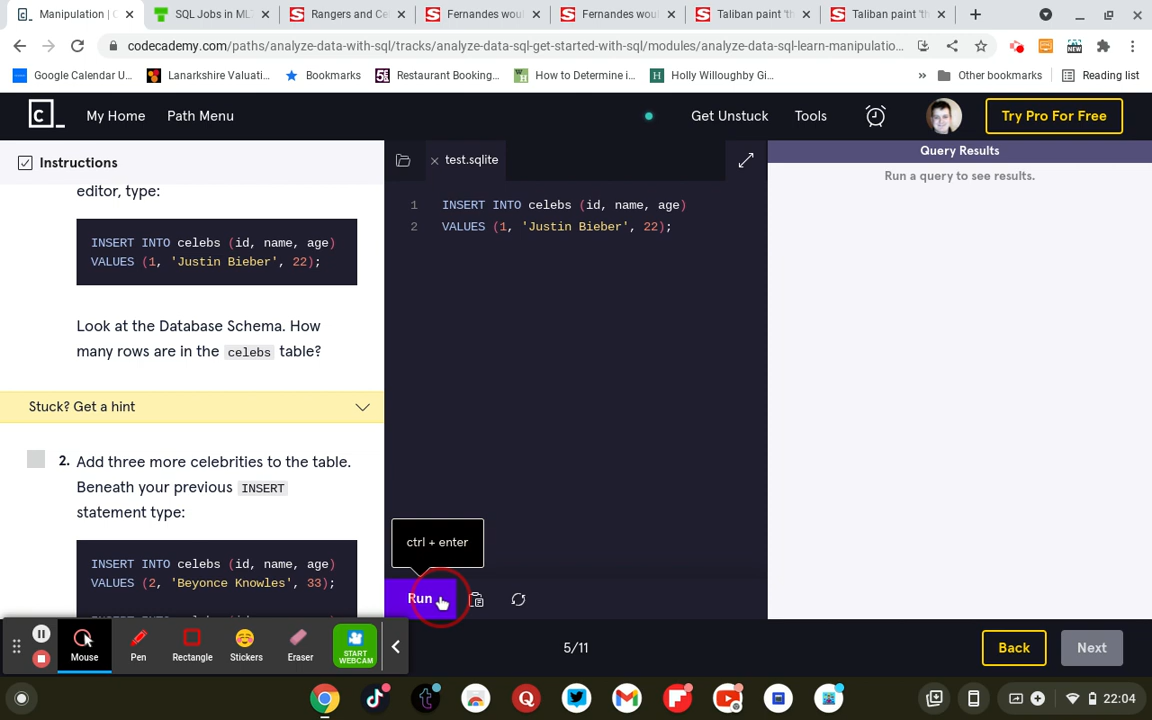 Manipulation | C
SQL Jobs in ML
Rangers and Ce
Fernandes wou
Fernandes wou
Taliban paint 't
Taliban paint 't
codecademy.com/paths/analyze-data-with-sql/tracks/analyze-data-sql-get-started-with-sql/modules/analyze-data-sql-learn-manipulatio...
Google Calendar U...
Lanarkshire Valuati...
Bookmarks
Restaurant Booking...
How to Determine i...
Holly Willoughby Gi...
»
Other bookmarks
Reading list
My Home
Path Menu
Get Unstuck
Tools
Try Pro For Free
Instructions
test.sqlite
Query Results
Run a query to see results.
editor, type:
INSERT INTO celebs (id, name, age)
VALUES (1, 'Justin Bieber', 22);
Look at the Database Schema. How
many rows are in the celebs table?
Stuck? Get a hint
2. Add three more celebrities to the table.
Beneath your previous INSERT
statement type:
INSERT INTO celebs (id, name, age)
VALUES (2, 'Beyonce Knowles', 33);
1 INSERT INTO celebs (id, name, age)
2 VALUES (1, 'Justin Bieber', 22);
ctrl + enter
Run
Mouse
Pen
Rectangle
Stickers
Eraser
START
WEBCAM
5/11
Back
Next
22:04